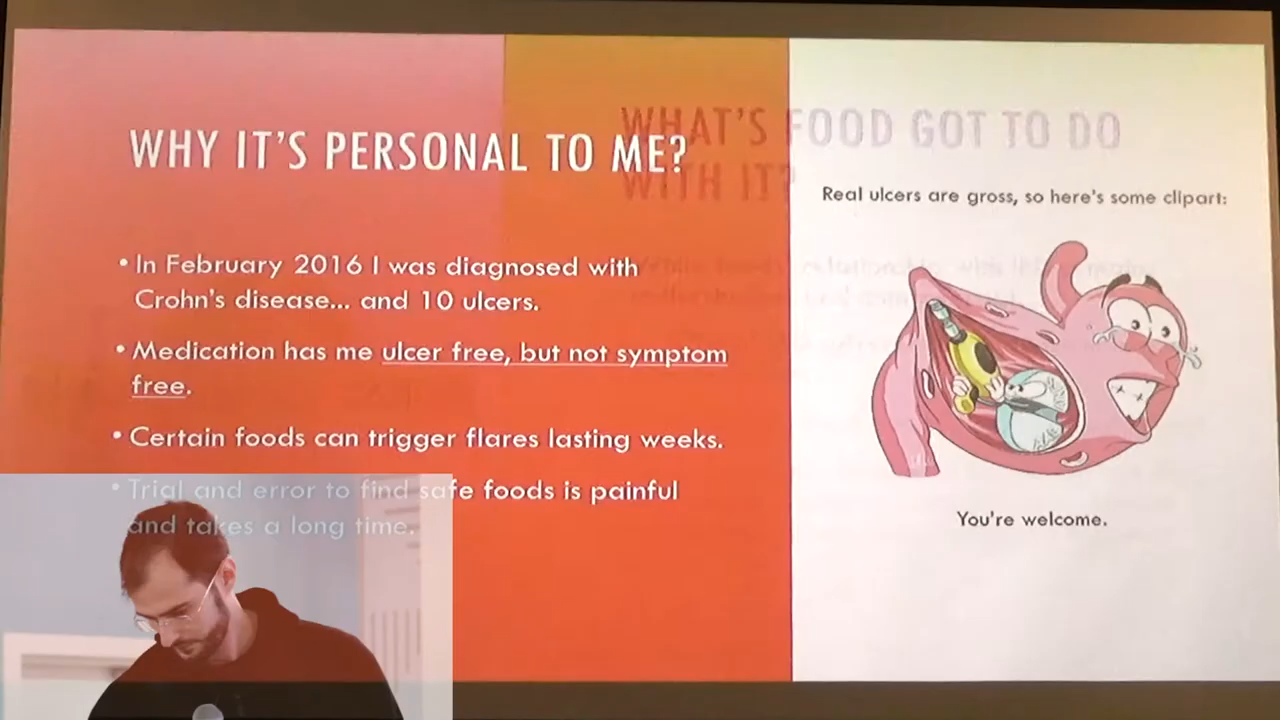 WHY IT'S PERSONAL TO ME?
WHAT'S FOOD GOT TO DO
WITH IT?
• In February 2016 I was diagnosed with
Crohn's disease... and 10 ulcers.
• Medication has me ulcer free, but not symptom
free.
• Certain foods can trigger flares lasting weeks.
• Trial and error to find safe foods is painful
and takes a long time.
Real ulcers are gross, so here's some clipart:
You're welcome.